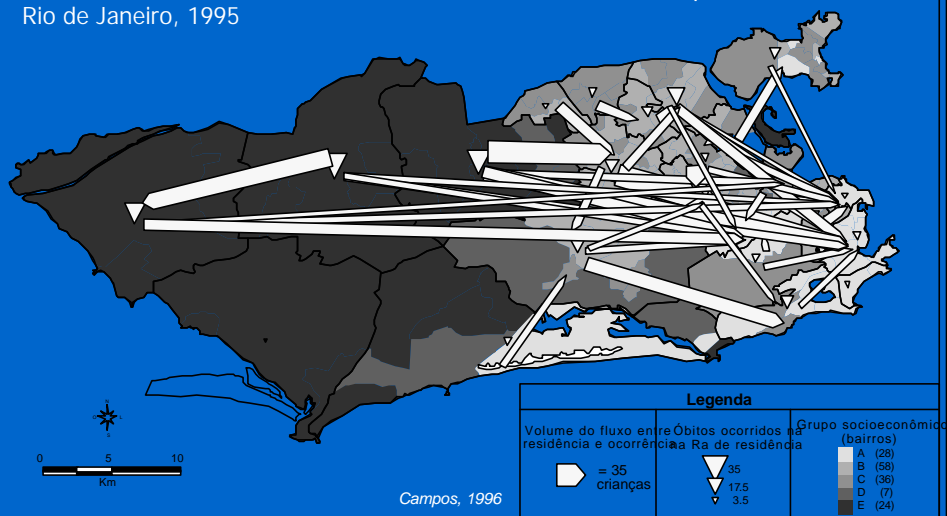 Rio de Janeiro, 1995
N
O L
S
0 5 10
Km
Campos, 1996
Legenda
Volume do fluxo entre
residência e ocorrência
= 35
crianças
Óbitos ocorridos na
na Ra de residência
35
17.5
3.5
Grupo socioeconômico
(bairros)
A (28)
B (58)
C (36)
D (7)
E (24)